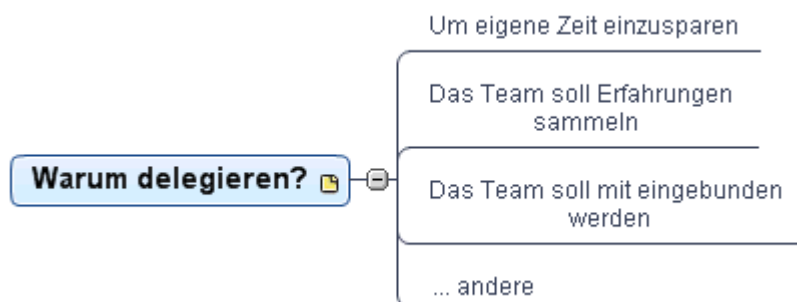 Um eigene Zeit einzusparen
Das Team soll Erfahrungen
sammeln
Warum delegieren?
Das Team soll mit eingebunden
werden
... andere